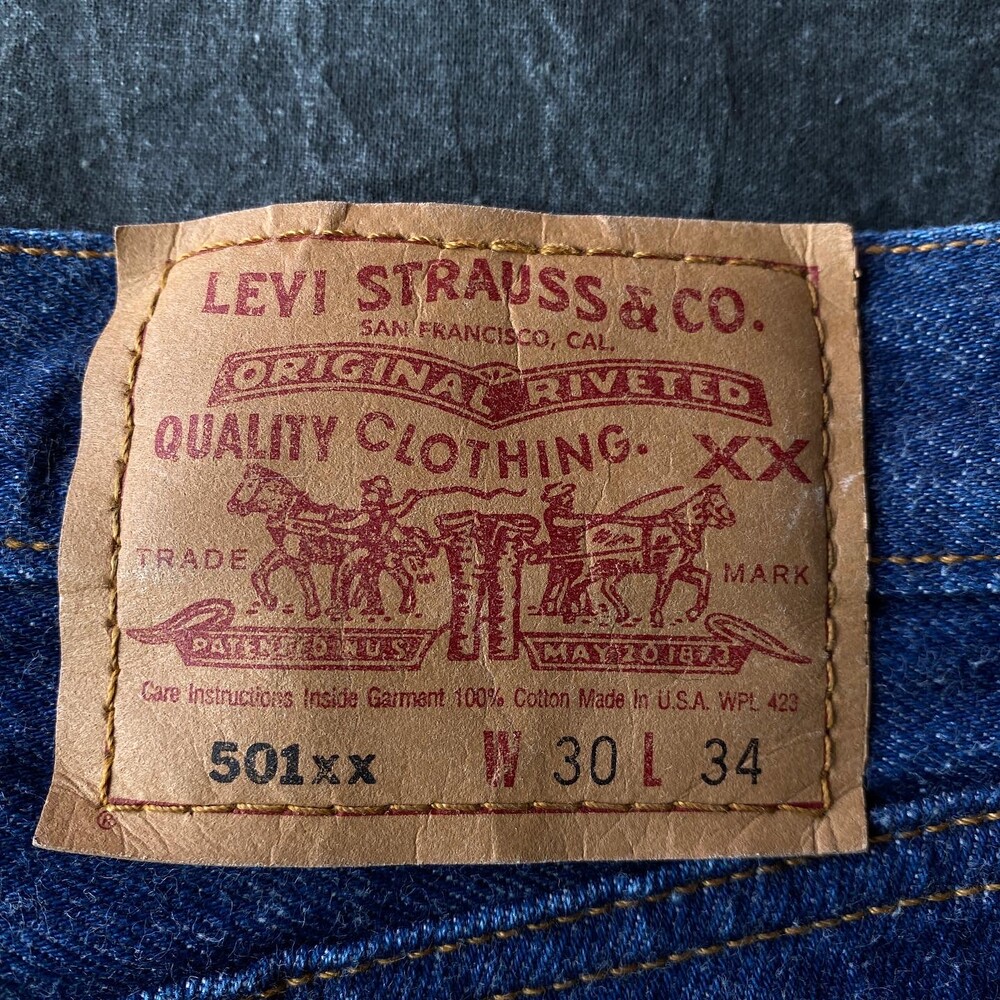 LEVI STRAUSS & CO.
SAN FRANCISCO, CAL.
ORIGINAL RIVETED
QUALITY CLOTHING. XX
TRADE MARK
PATENTED IN U.S. MAY 20 1873
Care Instructions Inside Garment 100% Cotton Made In U.S.A. WPL 423
501xx W 30 L 34
®